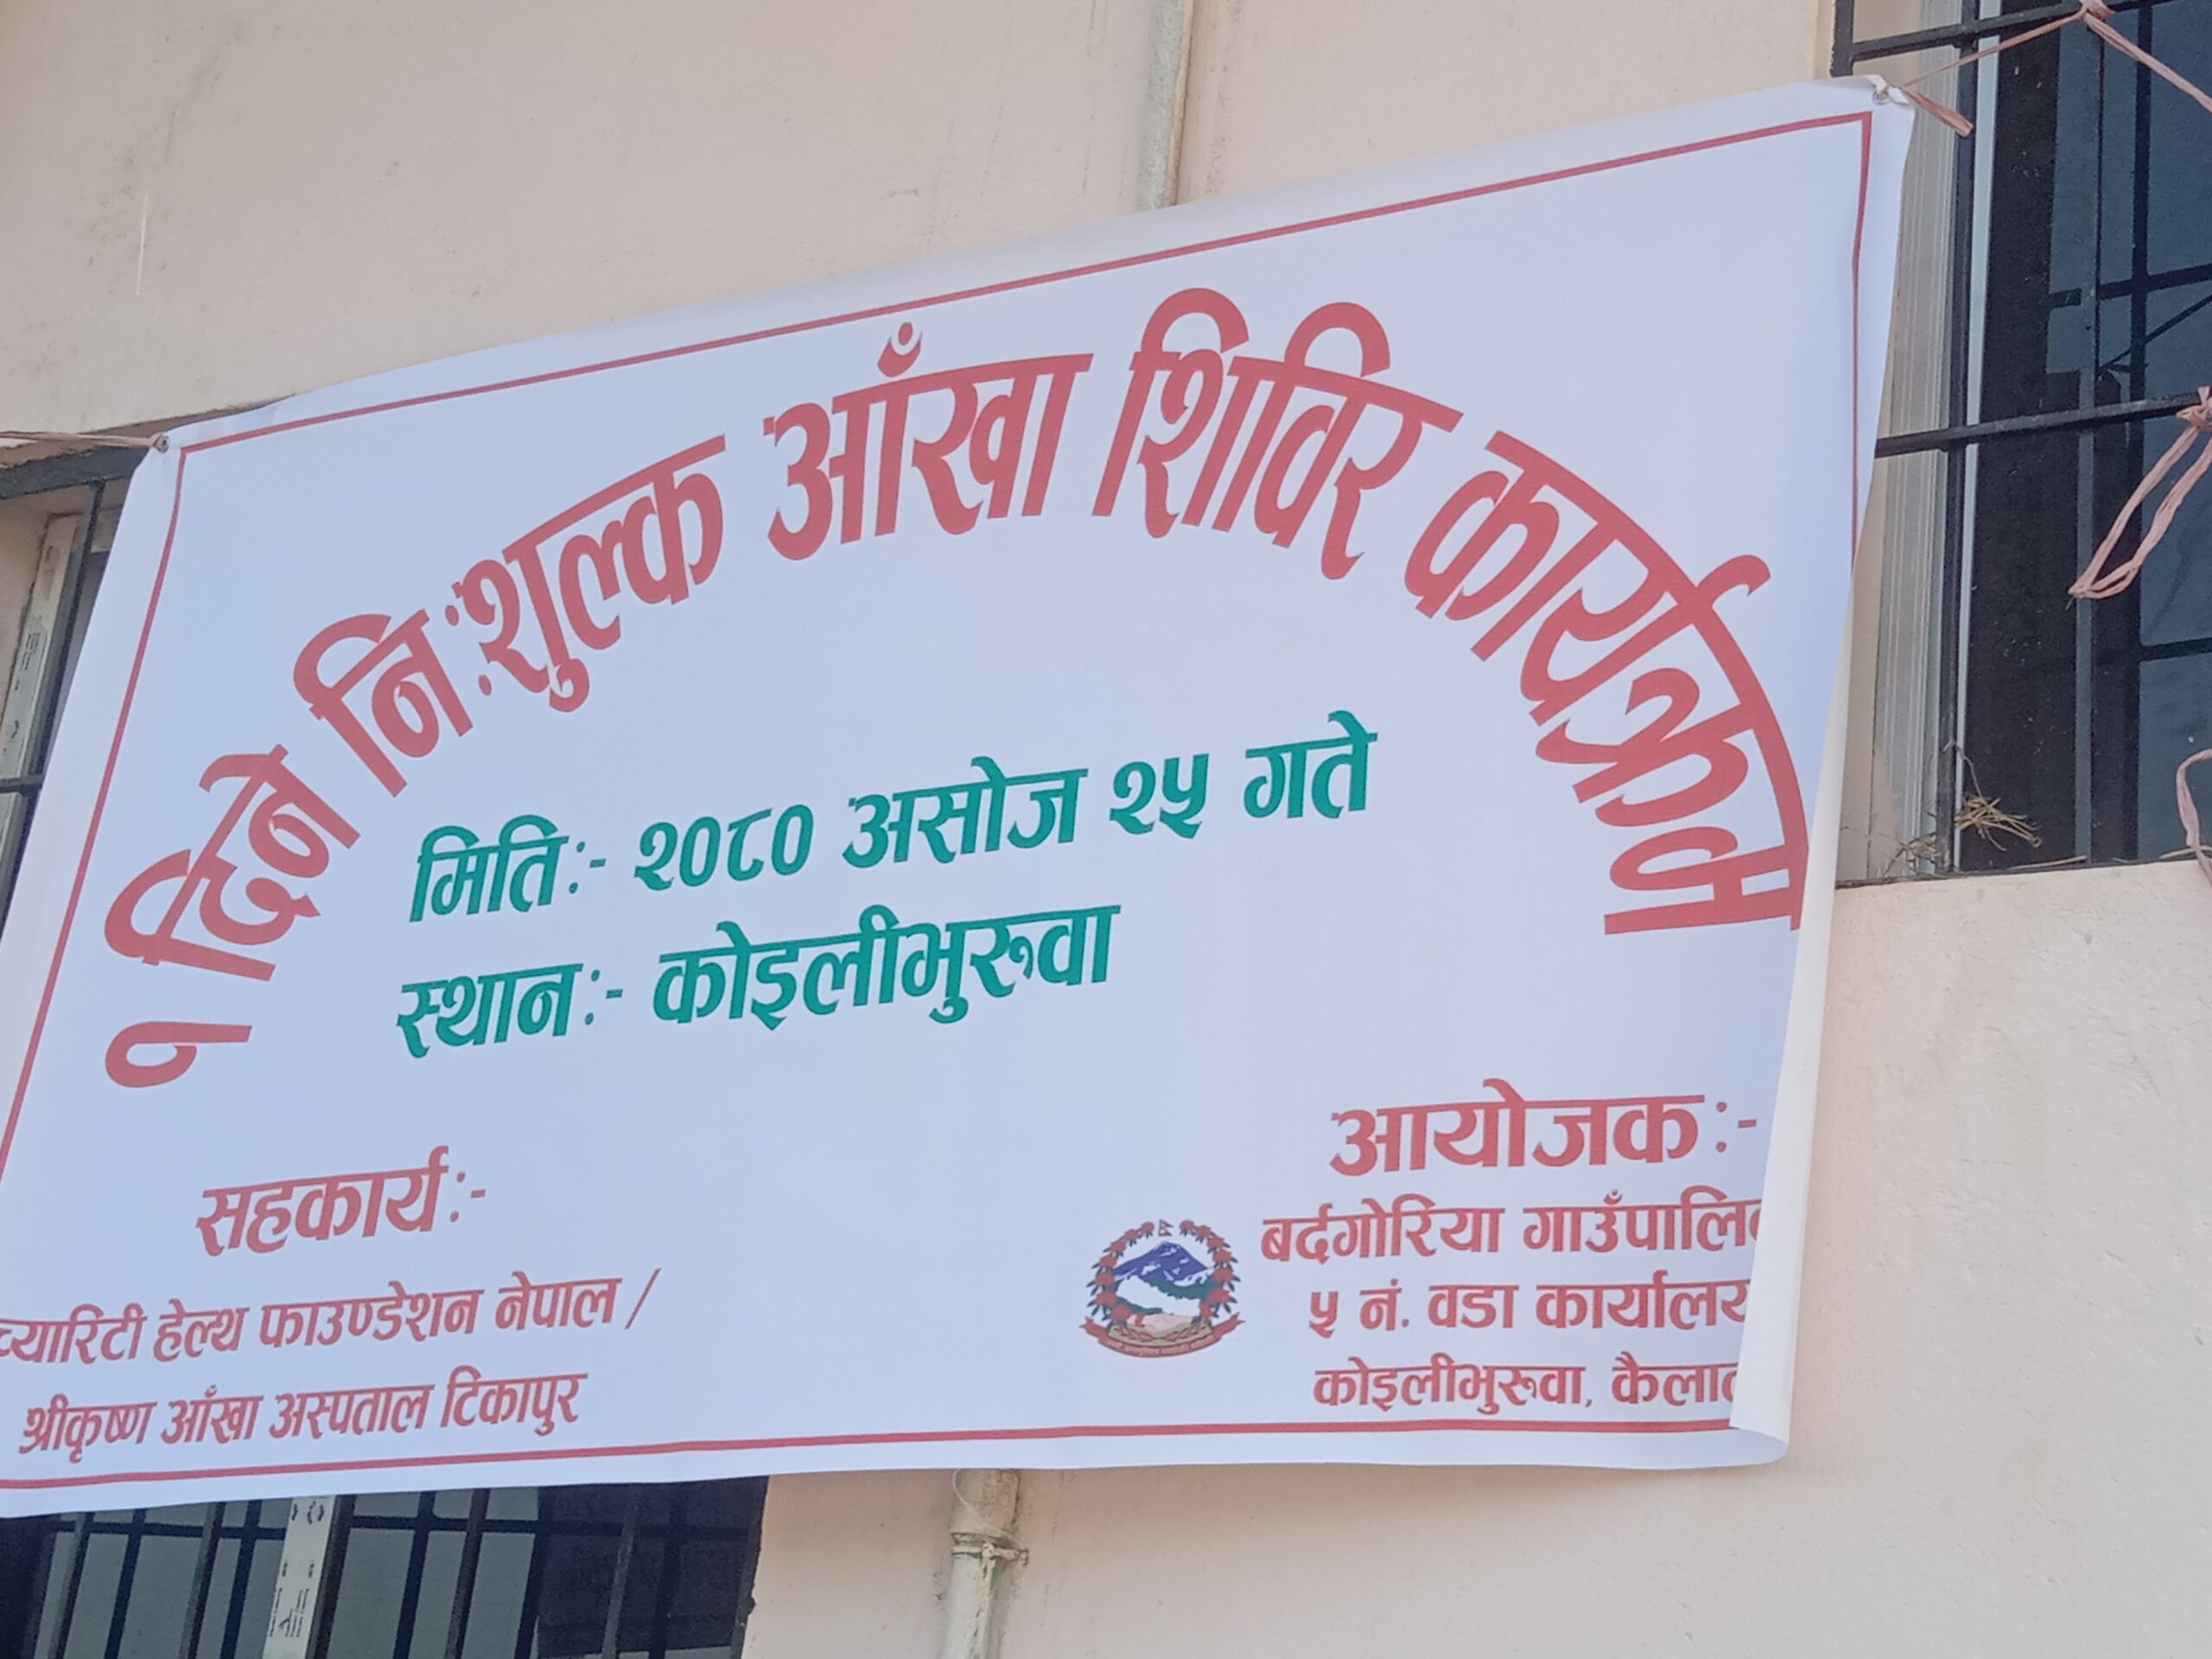 १ दिने नि:शुल्क आँखा शिविर कार्यक्रम
मिति:- २०८० असोज २५ गते
स्थान:- कोइलीभुरुवा
सहकार्य:-
च्यारिटी हेल्थ फाउण्डेशन नेपाल /
श्रीकृष्ण आँखा अस्पताल टिकापुर
आयोजक:-
बर्दगोरिया गाउँपालि
५ नं. वडा कार्यालय
कोइलीभुरुवा, कैला